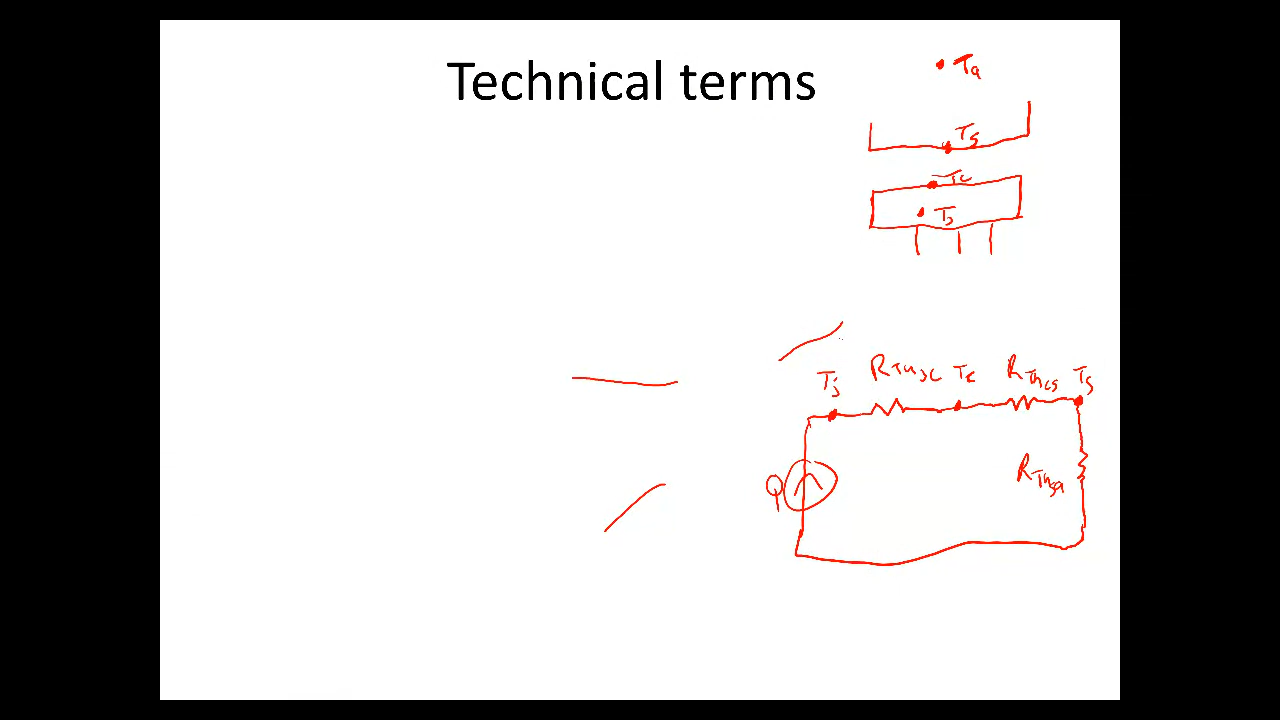 Technical terms
Ta
Ts
Tc
Tj
Tj RThJC Tc RThcs Ts
Q RThsa